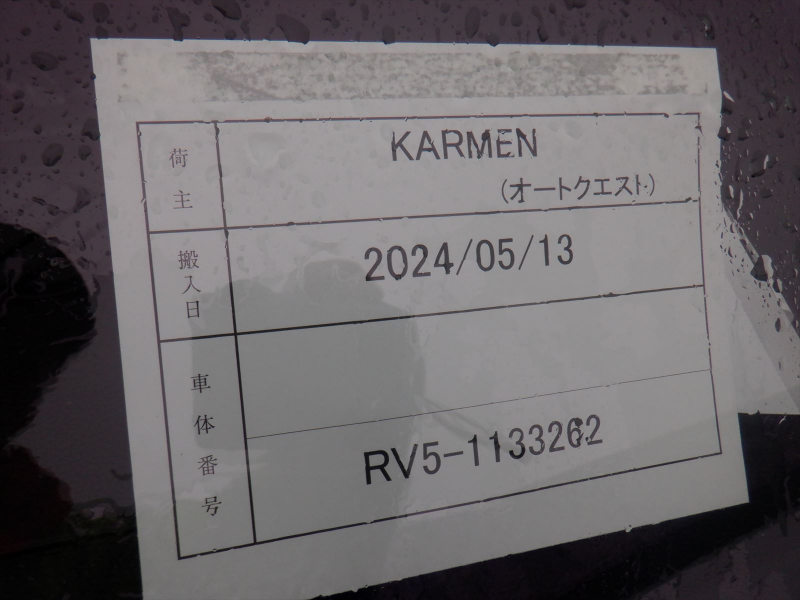 荷主
KARMEN
(オートクエスト)
搬入日
2024/05/13
車体番号
RV5-1133262